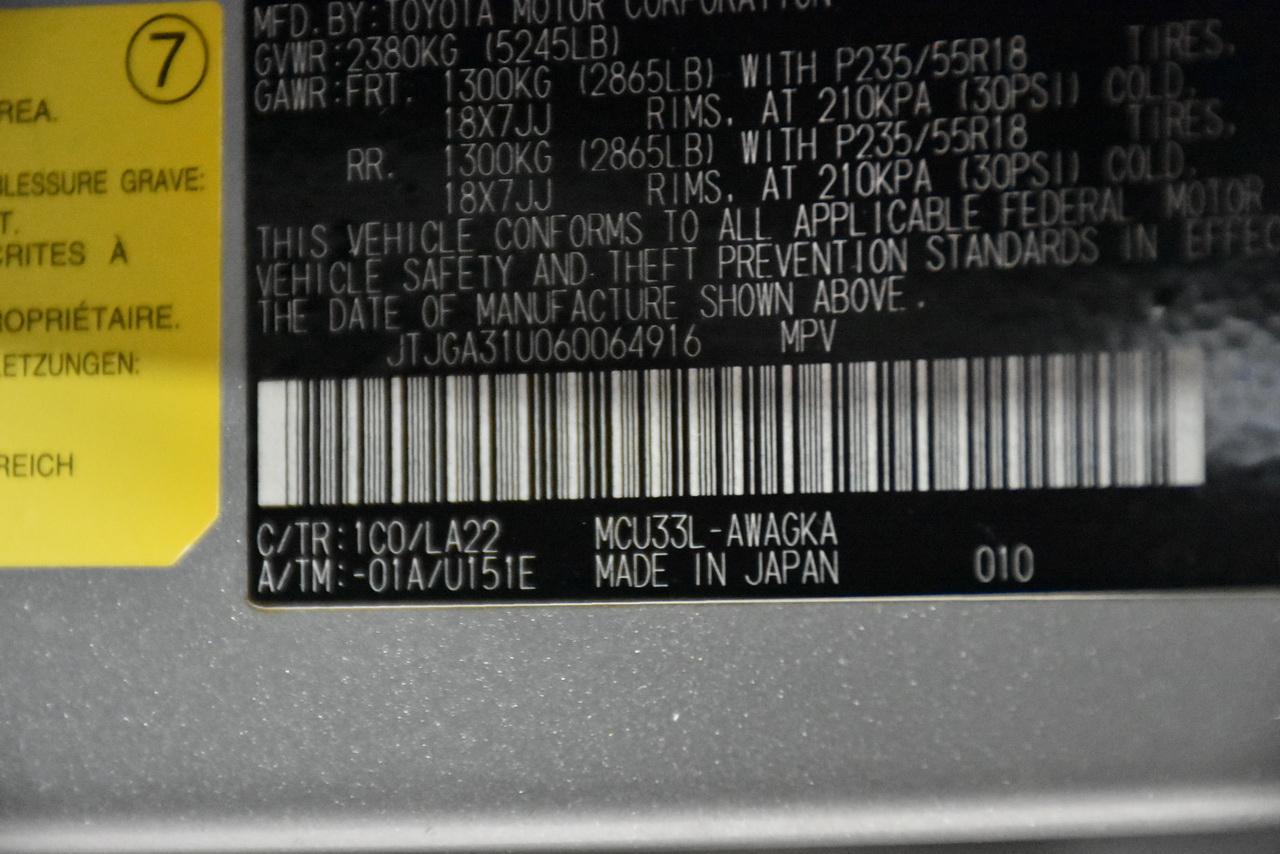 7
REA.
BLESSURE GRAVE:
T.
CRITES À
ROPRIÉTAIRE.
LETZUNGEN:
REICH
MFD. BY: TOYOTA MOTOR CORPORATION
GVWR: 2380KG (5245LB)
GAWR: FRT. 1300KG (2865LB) WITH P235/55R18 TIRES,
18X7JJ RIMS, AT 210KPA (30PSI) COLD.
RR. 1300KG (2865LB) WITH P235/55R18 TIRES,
18X7JJ RIMS, AT 210KPA (30PSI) COLD.
THIS VEHICLE CONFORMS TO ALL APPLICABLE FEDERAL MOTOR
VEHICLE SAFETY AND THEFT PREVENTION STANDARDS IN EFFEC
THE DATE OF MANUFACTURE SHOWN ABOVE.
JTJGA31U060064916 MPV
C/TR: 1C0/LA22 MCU33L-AWAGKA
A/TM: -01A/U151E MADE IN JAPAN 010